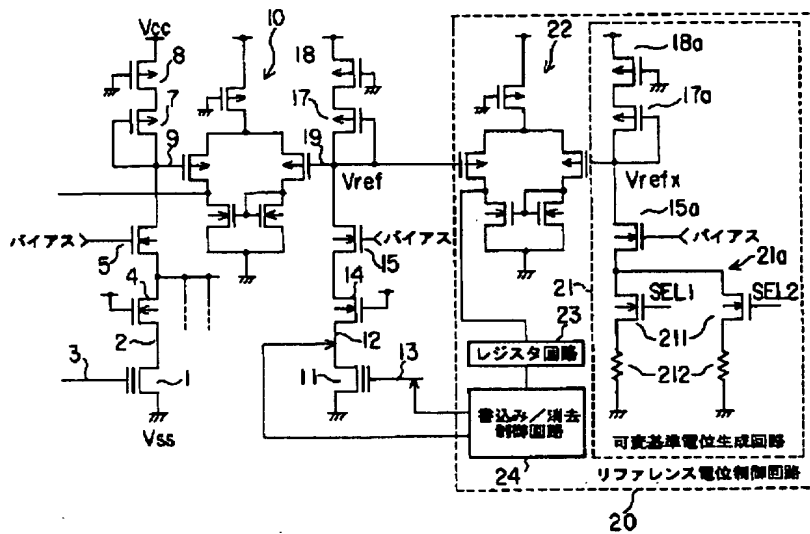 Vcc
8
7
9
10
18
17
19
Vref
22
18a
17a
Vrefx
15a
バイアス
5
バイアス
15
バイアス
21a
4
14
21
SEL1
SEL2
2
12
23
211
3
1
11
13
レジスタ回路
212
書込み/消去
制御回路
Vss
24
可変基準電位生成回路
リファレンス電位制御回路
20